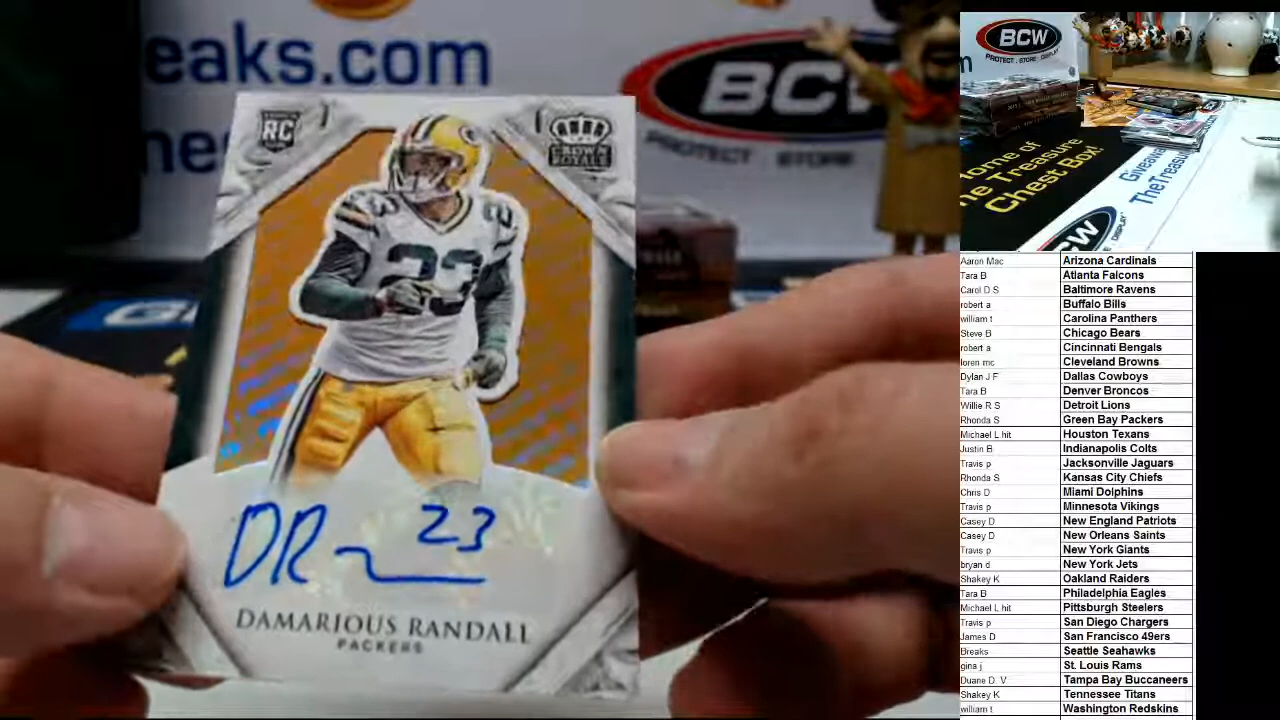 eaks.com
BCW
PROTECT STORE
RC
CROWN
ROYALE
23
DR 23
DAMARIOUS RANDALL
PACKERS
BCW
PROTECT · STORE · DISPLAY
Home of
The Treasure
Chest Box!
Giveaway
TheTreasu
BCW
Aaron Mac Arizona Cardinals
Tara B Atlanta Falcons
Carol D S Baltimore Ravens
robert a Buffalo Bills
william t Carolina Panthers
Steve B Chicago Bears
robert a Cincinnati Bengals
loren mc Cleveland Browns
Dylan J F Dallas Cowboys
Tara B Denver Broncos
Willie R S Detroit Lions
Rhonda S Green Bay Packers
Michael L hit Houston Texans
Justin B Indianapolis Colts
Travis p Jacksonville Jaguars
Rhonda S Kansas City Chiefs
Chris D Miami Dolphins
Travis p Minnesota Vikings
Casey D New England Patriots
Casey D New Orleans Saints
Travis p New York Giants
bryan d New York Jets
Shakey K Oakland Raiders
Tara B Philadelphia Eagles
Michael L hit Pittsburgh Steelers
Travis p San Diego Chargers
James D San Francisco 49ers
Breaks Seattle Seahawks
gina j St. Louis Rams
Duane D. V Tampa Bay Buccaneers
Shakey K Tennessee Titans
william t Washington Redskins